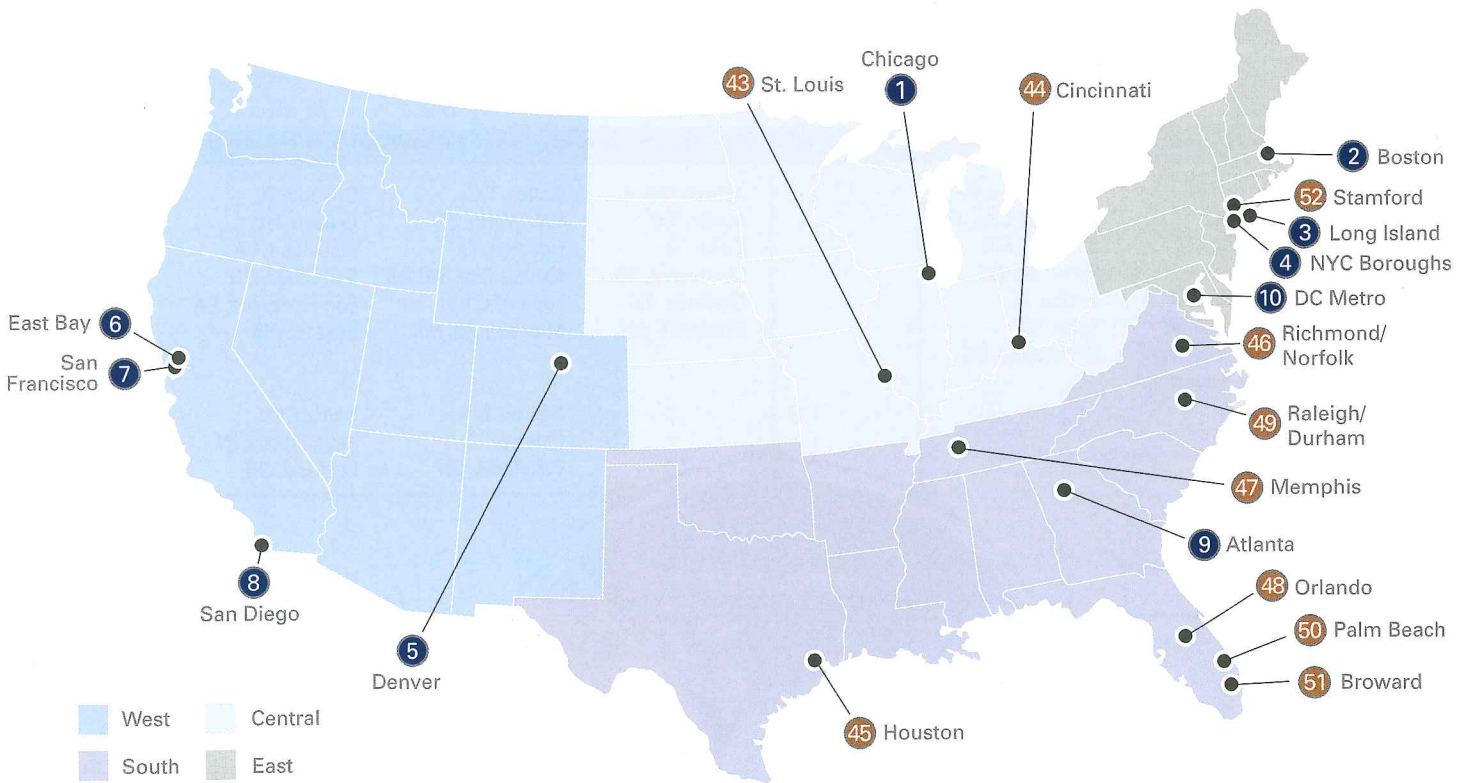 Chicago
1
43 St. Louis
44 Cincinnati
2 Boston
52 Stamford
3 Long Island
4 NYC Boroughs
10 DC Metro
46 Richmond/
Norfolk
49 Raleigh/
Durham
47 Memphis
9 Atlanta
48 Orlando
50 Palm Beach
51 Broward
45 Houston
East Bay 6
San
Francisco 7
8
San Diego
5
Denver
West
Central
South
East